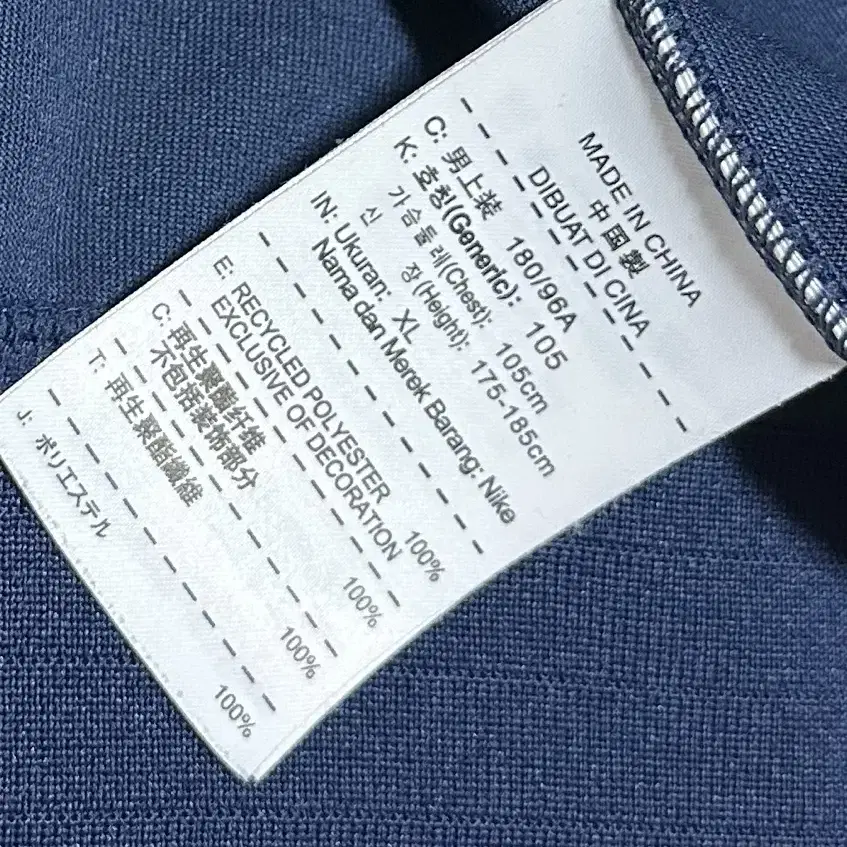 MADE IN CHINA
中国製
DIBUAT DI CINA
C: 男上装 180/96A
K: 호칭(Generic): 105
가슴둘레(Chest): 105cm
신 장(Height): 175-185cm
IN: Ukuran: XL
Nama dan Merek Barang: Nike
E: RECYCLED POLYESTER 100%
EXCLUSIVE OF DECORATION
C: 再生聚酯纤维 100%
不包括装饰部分
T: 再生聚酯纖維 100%
J: ポリエステル 100%